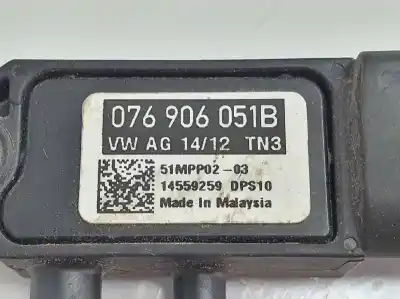 076 906 051B
VW AG 14/12 TN3
51MPP02-03
14559259 DPS10
Made In Malaysia